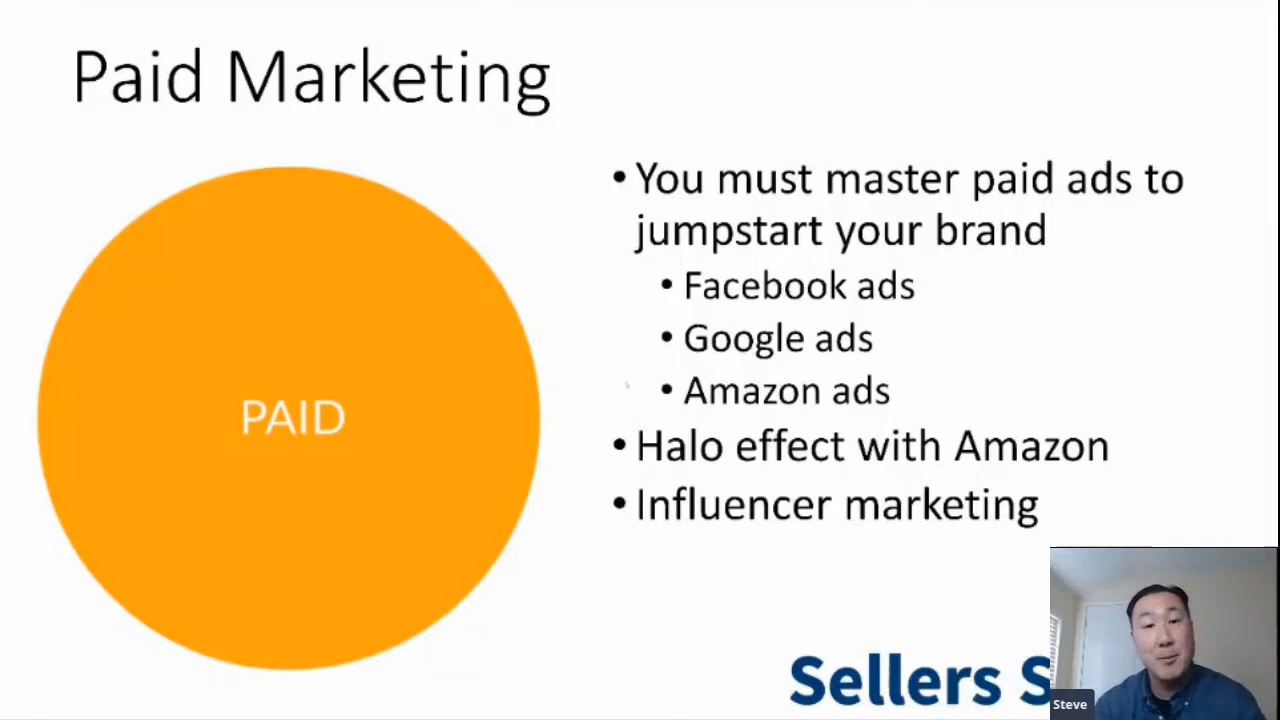 Paid Marketing
• You must master paid ads to
jumpstart your brand
• Facebook ads
• Google ads
PAID
• Amazon ads
• Halo effect with Amazon
• Influencer marketing
Sellers S
Steve